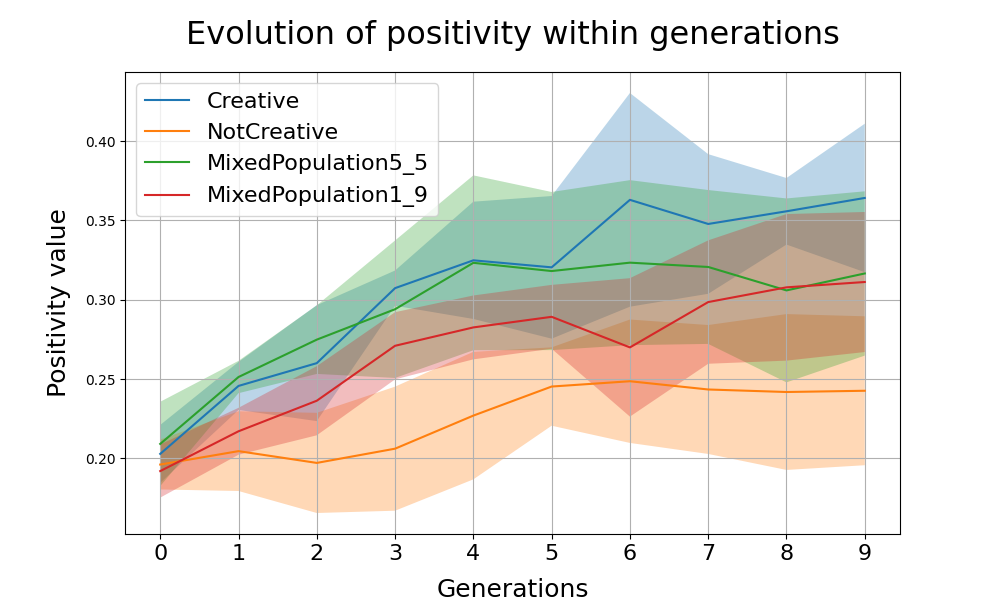 Evolution of positivity within generations
Creative
NotCreative
MixedPopulation5_5
MixedPopulation1_9
0.40
0.35
0.30
0.25
0.20
Positivity value
0 1 2 3 4 5 6 7 8 9
Generations